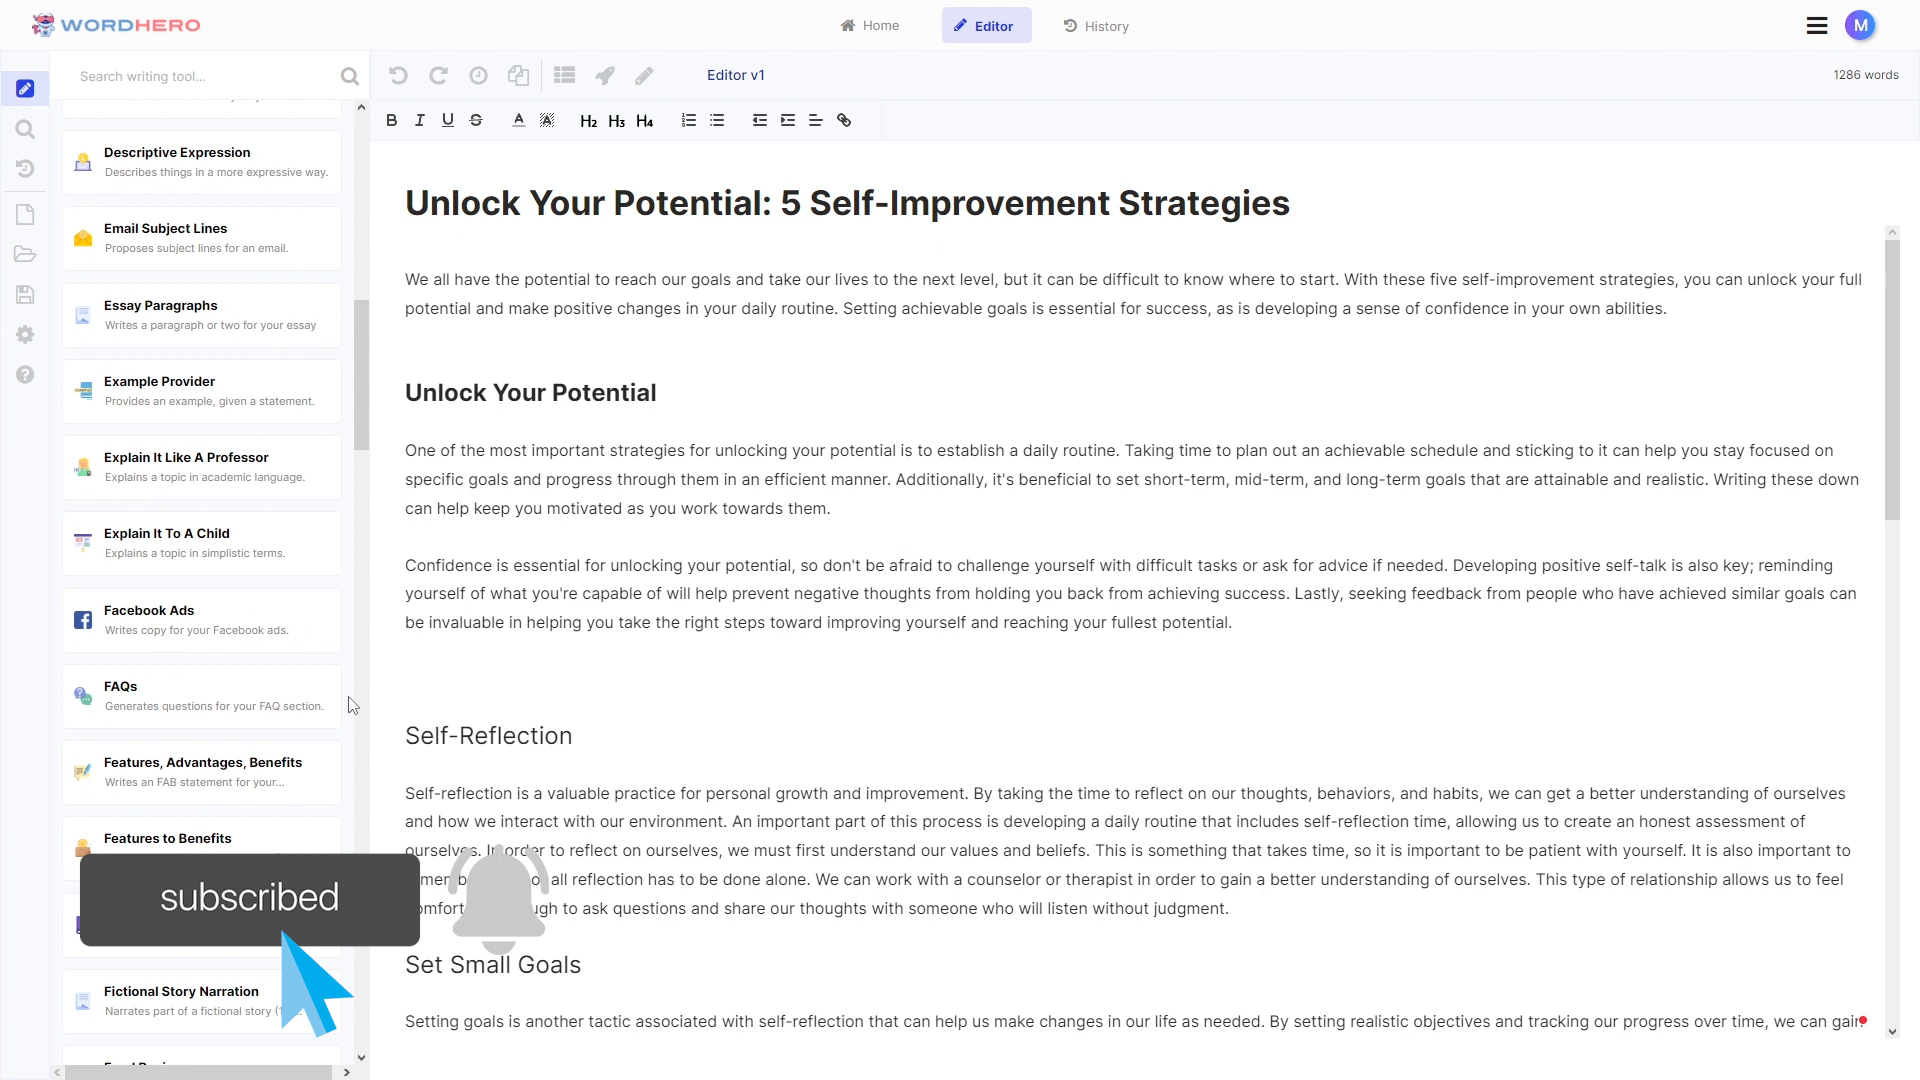 WORDHERO
Home
Editor
History
M
Search writing tool...
Editor v1
1286 words
B I U S A A H2 H3 H4
Descriptive Expression
Describes things in a more expressive way.
Email Subject Lines
Proposes subject lines for an email.
Essay Paragraphs
Writes a paragraph or two for your essay
Example Provider
Provides an example, given a statement.
Explain It Like A Professor
Explains a topic in academic language.
Explain It To A Child
Explains a topic in simplistic terms.
Facebook Ads
Writes copy for your Facebook ads.
FAQs
Generates questions for your FAQ section.
Features, Advantages, Benefits
Writes an FAB statement for your...
Features to Benefits
subscribed
Fictional Story Narration
Narrates part of a fictional story
Unlock Your Potential: 5 Self-Improvement Strategies
We all have the potential to reach our goals and take our lives to the next level, but it can be difficult to know where to start. With these five self-improvement strategies, you can unlock your full
potential and make positive changes in your daily routine. Setting achievable goals is essential for success, as is developing a sense of confidence in your own abilities.
Unlock Your Potential
One of the most important strategies for unlocking your potential is to establish a daily routine. Taking time to plan out an achievable schedule and sticking to it can help you stay focused on
specific goals and progress through them in an efficient manner. Additionally, it's beneficial to set short-term, mid-term, and long-term goals that are attainable and realistic. Writing these down
can help keep you motivated as you work towards them.
Confidence is essential for unlocking your potential, so don't be afraid to challenge yourself with difficult tasks or ask for advice if needed. Developing positive self-talk is also key; reminding
yourself of what you're capable of will help prevent negative thoughts from holding you back from achieving success. Lastly, seeking feedback from people who have achieved similar goals can
be invaluable in helping you take the right steps toward improving yourself and reaching your fullest potential.
Self-Reflection
Self-reflection is a valuable practice for personal growth and improvement. By taking the time to reflect on our thoughts, behaviors, and habits, we can get a better understanding of ourselves
and how we interact with our environment. An important part of this process is developing a daily routine that includes self-reflection time, allowing us to create an honest assessment of
ourselves. In order to reflect on ourselves, we must first understand our values and beliefs. This is something that takes time, so it is important to be patient with yourself. It is also important to
all reflection has to be done alone. We can work with a counselor or therapist in order to gain a better understanding of ourselves. This type of relationship allows us to feel
to ask questions and share our thoughts with someone who will listen without judgment.
Set Small Goals
Setting goals is another tactic associated with self-reflection that can help us make changes in our life as needed. By setting realistic objectives and tracking our progress over time, we can gain